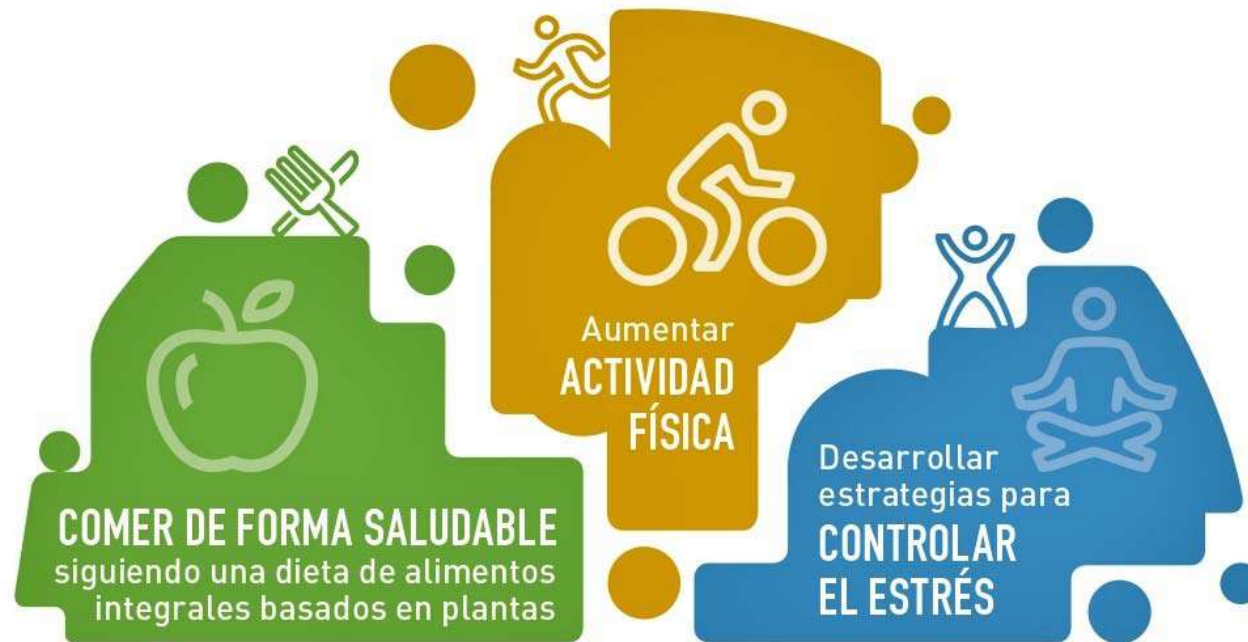 COMER DE FORMA SALUDABLE
siguiendo una dieta de alimentos
integrales basados en plantas
Aumentar
ACTIVIDAD
FÍSICA
Desarrollar
estrategias para
CONTROLAR
EL ESTRÉS